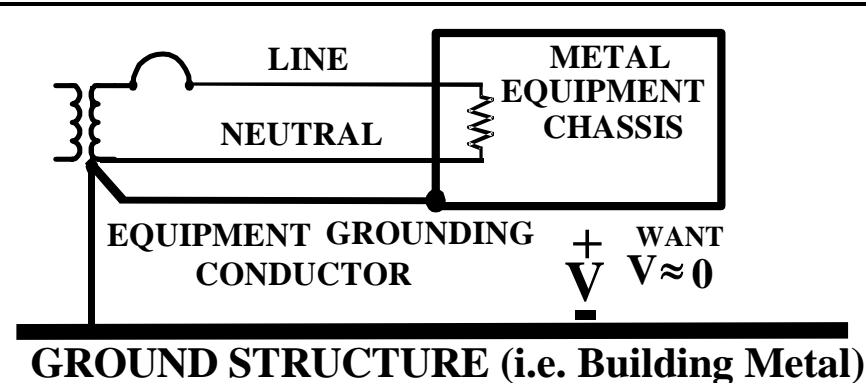 LINE
METAL
EQUIPMENT
CHASSIS
NEUTRAL
EQUIPMENT GROUNDING
CONDUCTOR
+
V
-
WANT
V≈0
GROUND STRUCTURE (i.e. Building Metal)